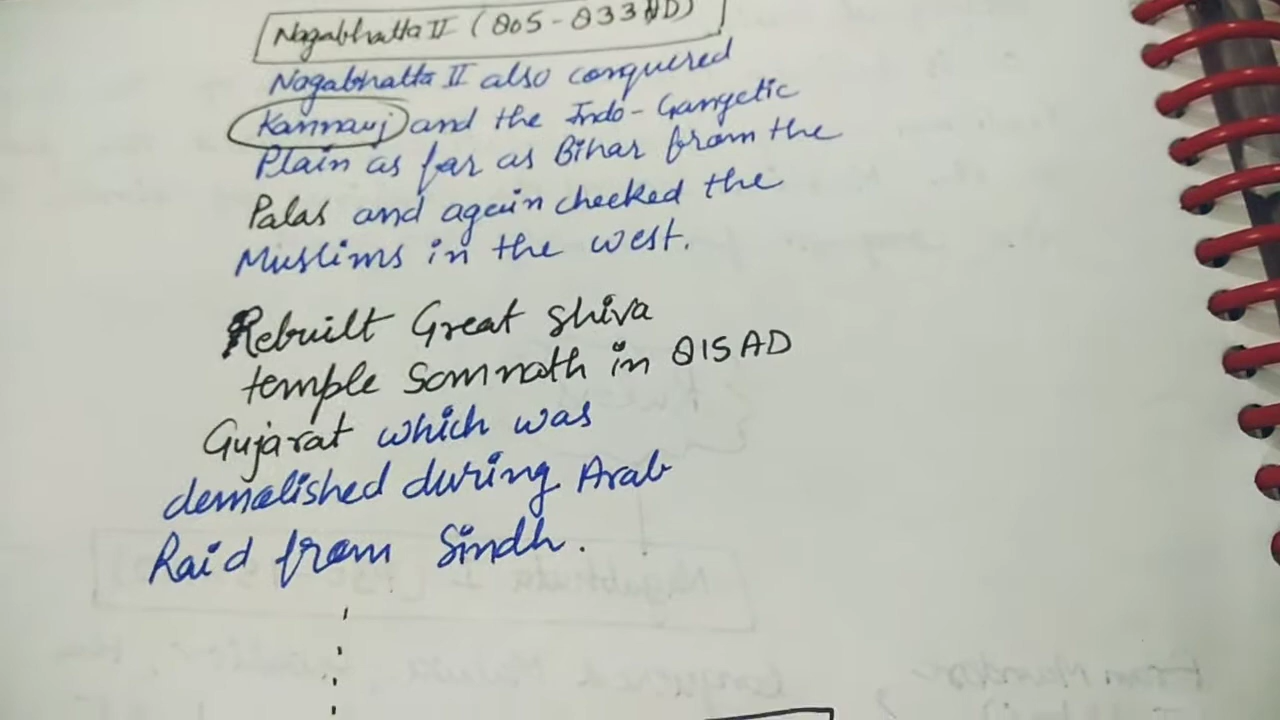 Nagabhatta II (805-833AD)
Nagabhatta II also conquered
Kannauj and the Indo-Gangetic
Plain as far as Bihar from the
Palas and again checked the
Muslims in the west.
Rebuilt Great Shiva
temple Somnath in 815AD
Gujarat which was
demolished during Arab
Raid from Sindh.